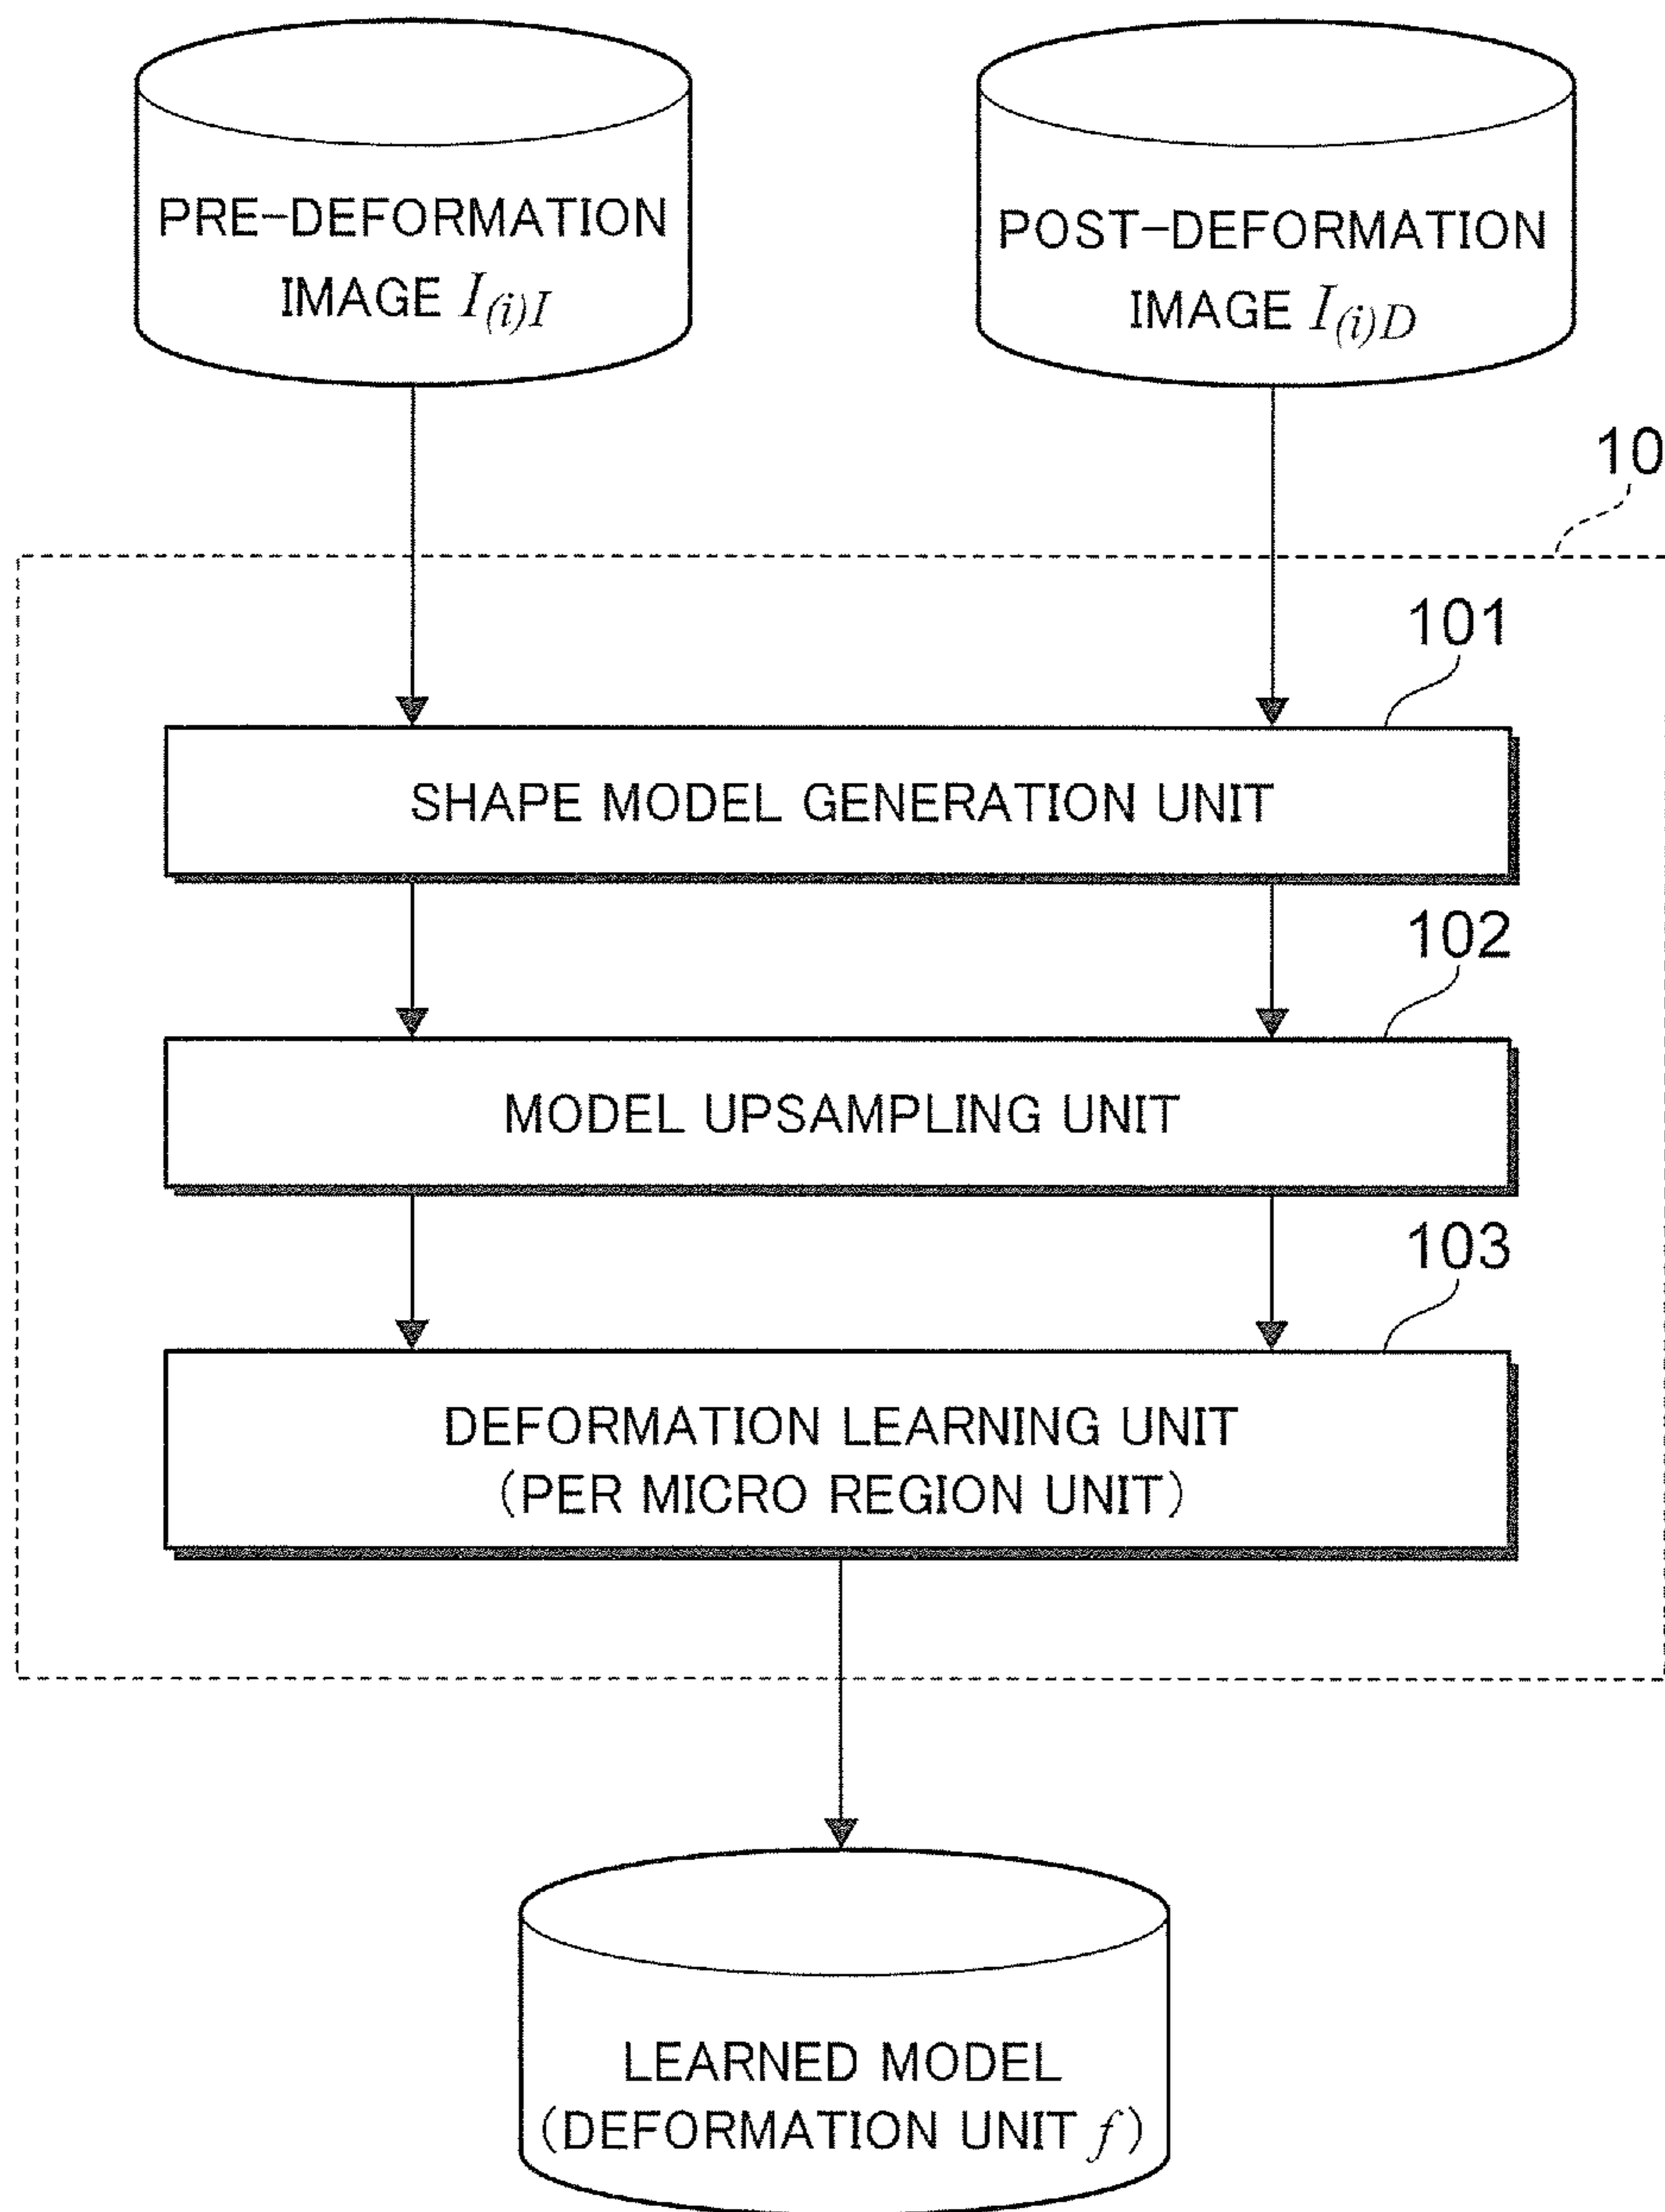 PRE-DEFORMATION
IMAGE I(i)I
POST-DEFORMATION
IMAGE I(i)D
10
101
SHAPE MODEL GENERATION UNIT
102
MODEL UPSAMPLING UNIT
103
DEFORMATION LEARNING UNIT
(PER MICRO REGION UNIT)
LEARNED MODEL
(DEFORMATION UNIT f)